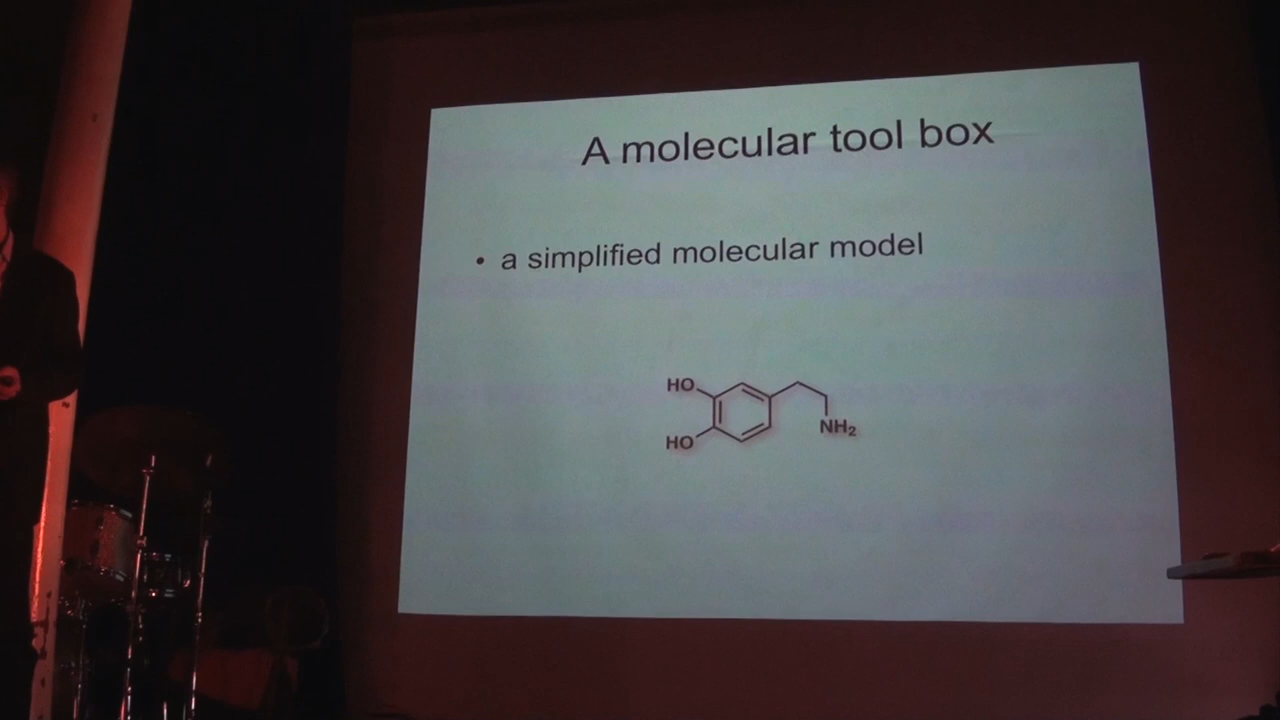 A molecular tool box
• a simplified molecular model
HO
HO
NH₂